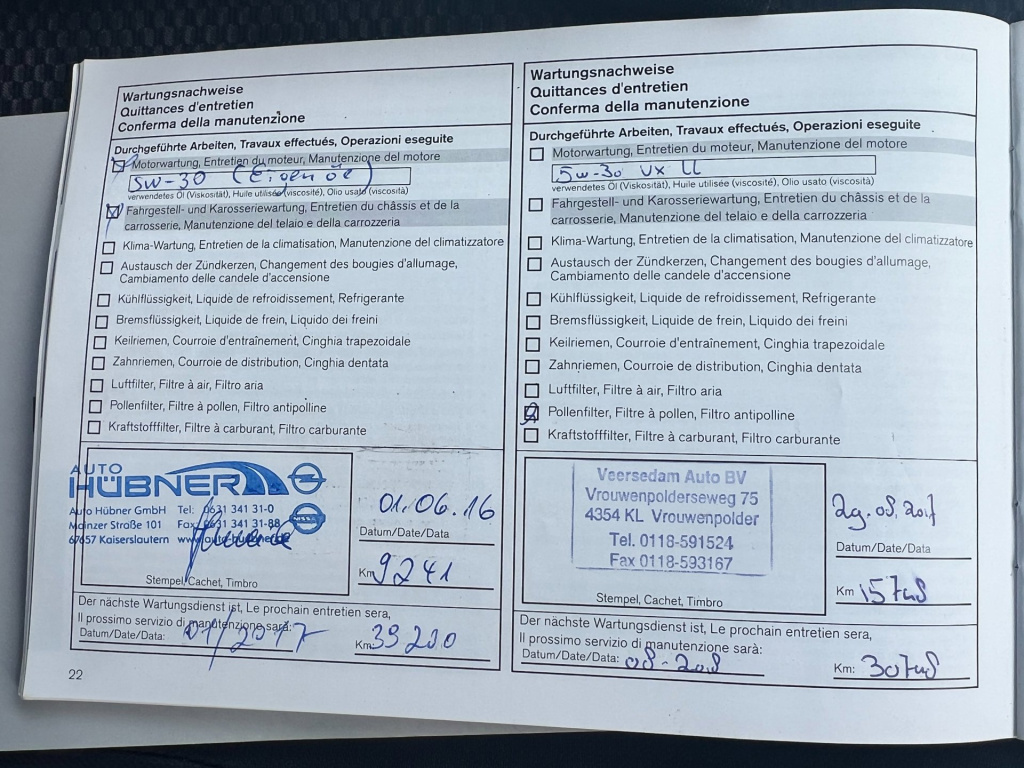 Wartungsnachweise
Quittances d'entretien
Conferma della manutenzione
Durchgeführte Arbeiten, Travaux effectués, Operazioni eseguite
Motorwartung, Entretien du moteur, Manutenzione del motore
5W-30 (Eigenöl)
verwendetes Öl (Viskosität), Huile utilisée (viscosité), Olio usato (viscosità)
Fahrgestell- und Karosseriewartung, Entretien du châssis et de la
carrosserie, Manutenzione del telaio e della carrozzeria
Klima-Wartung, Entretien de la climatisation, Manutenzione del climatizzatore
Austausch der Zündkerzen, Changement des bougies d'allumage,
Cambiamento delle candele d'accensione
Kühlflüssigkeit, Liquide de refroidissement, Refrigerante
Bremsflüssigkeit, Liquide de frein, Liquido dei freini
Keilriemen, Courroie d'entraînement, Cinghia trapezoidale
Zahnriemen, Courroie de distribution, Cinghia dentata
Luftfilter, Filtre à air, Filtro aria
Pollenfilter, Filtre à pollen, Filtro antipolline
Kraftstofffilter, Filtre à carburant, Filtro carburante
AUTO
HÜBNER
Auto Hübner GmbH Tel: 0631 341 31-0
Mainzer Straße 101 Fax: 0631 341 31-88
67657 Kaiserslautern
Stempel, Cachet, Timbro
01.06.16
Datum/Date/Data
Km 9241
Der nächste Wartungsdienst ist, Le prochain entretien sera,
Il prossimo servizio di manutenzione sarà:
Datum/Date/Data: 01/2017 Km: 39200
22
Wartungsnachweise
Quittances d'entretien
Conferma della manutenzione
Durchgeführte Arbeiten, Travaux effectués, Operazioni eseguite
Motorwartung, Entretien du moteur, Manutenzione del motore
5W-30 VX LL
verwendetes Öl (Viskosität), Huile utilisée (viscosité), Olio usato (viscosità)
Fahrgestell- und Karosseriewartung, Entretien du châssis et de la
carrosserie, Manutenzione del telaio e della carrozzeria
Klima-Wartung, Entretien de la climatisation, Manutenzione del climatizzatore
Austausch der Zündkerzen, Changement des bougies d'allumage,
Cambiamento delle candele d'accensione
Kühlflüssigkeit, Liquide de refroidissement, Refrigerante
Bremsflüssigkeit, Liquide de frein, Liquido dei freini
Keilriemen, Courroie d'entraînement, Cinghia trapezoidale
Zahnriemen, Courroie de distribution, Cinghia dentata
Luftfilter, Filtre à air, Filtro aria
Pollenfilter, Filtre à pollen, Filtro antipolline
Kraftstofffilter, Filtre à carburant, Filtro carburante
Veersedam Auto BV
Vrouwenpolderseweg 75
4354 KL Vrouwenpolder
Tel. 0118-591524
Fax 0118-593167
Stempel, Cachet, Timbro
29.08.2017
Datum/Date/Data
Km 15748
Der nächste Wartungsdienst ist, Le prochain entretien sera,
Il prossimo servizio di manutenzione sarà:
Datum/Date/Data: 08-208 Km: 30748